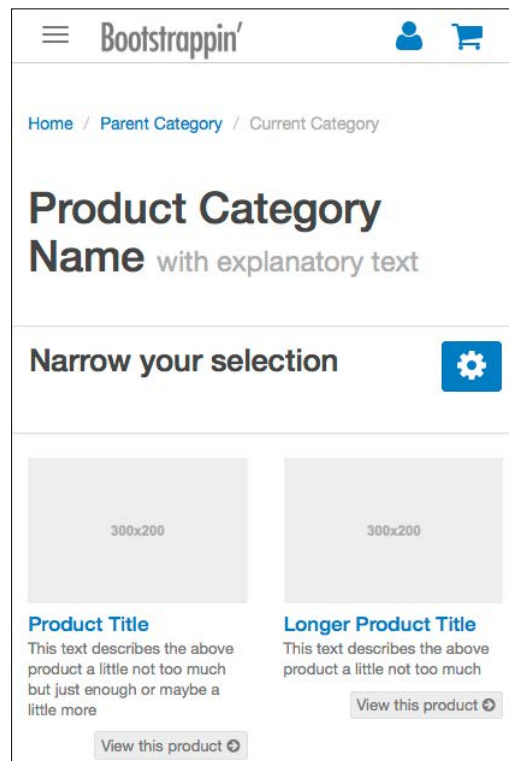 Bootstrappin′
Home / Parent Category / Current Category
Product Category
Name with explanatory text
Narrow your selection
300x200
Product Title
This text describes the above
product a little not too much
but just enough or maybe a
little more
View this product
300x200
Longer Product Title
This text describes the above
product a little not too much
View this product